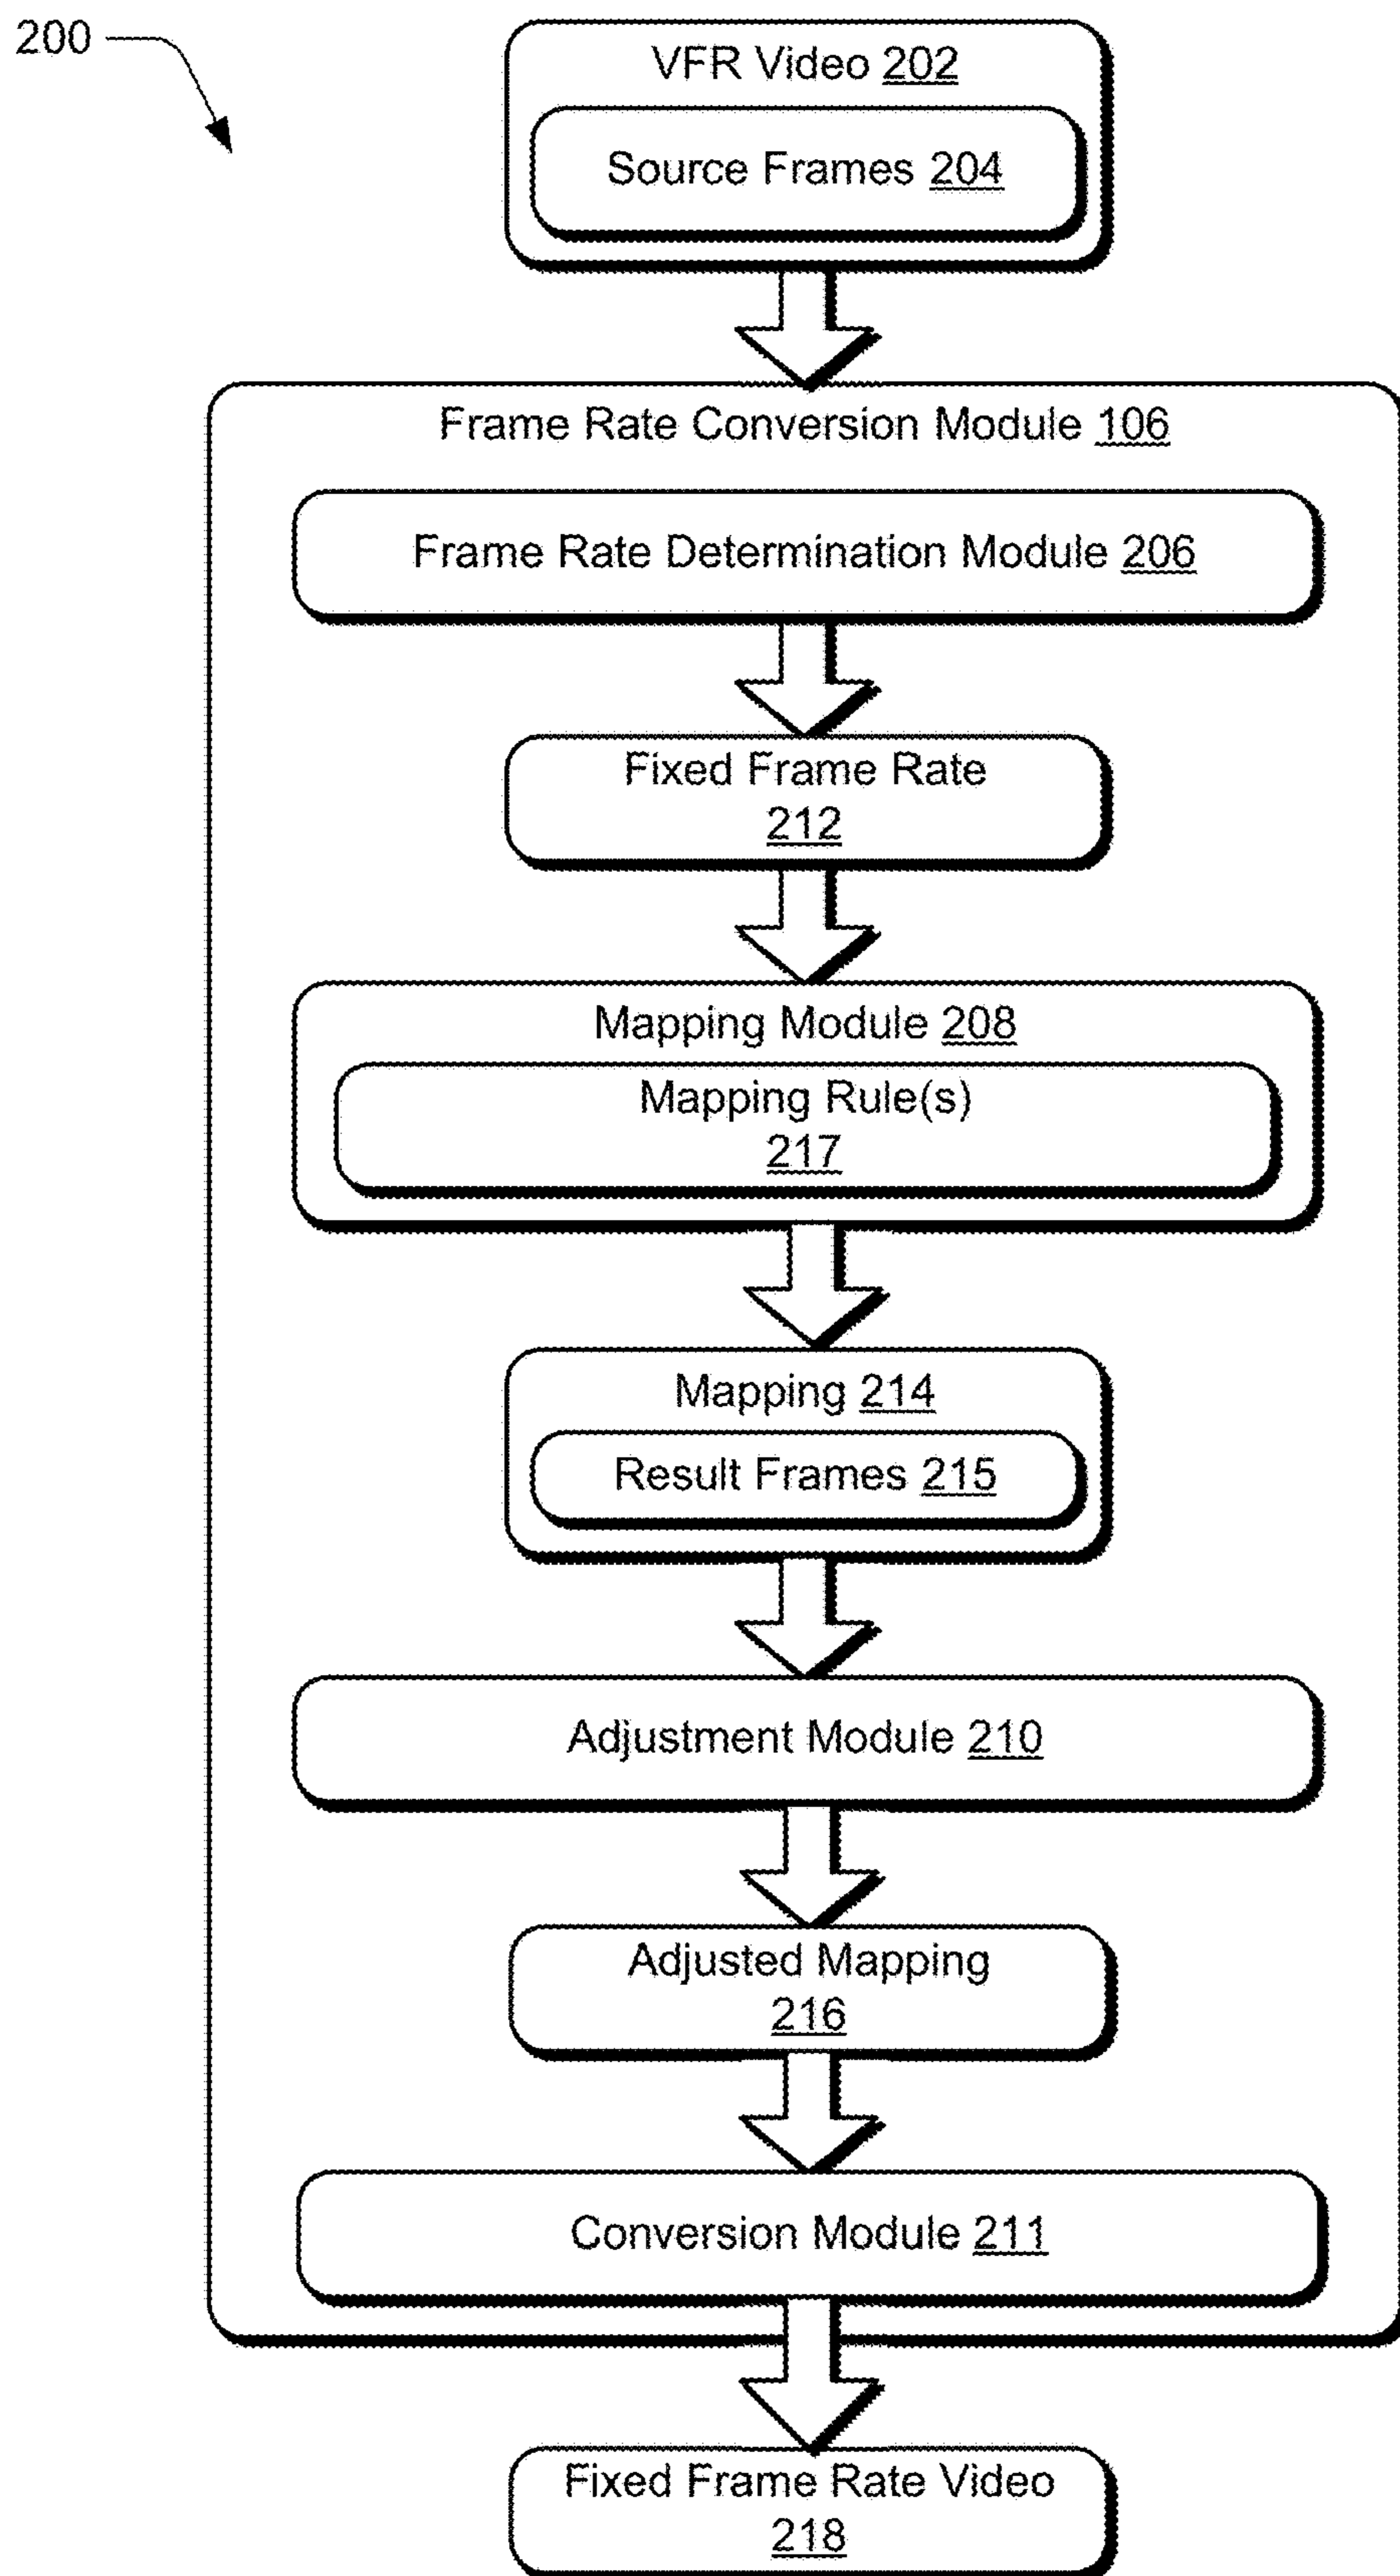 200
VFR Video 202
Source Frames 204
Frame Rate Conversion Module 106
Frame Rate Determination Module 206
Fixed Frame Rate
212
Mapping Module 208
Mapping Rule(s)
217
Mapping 214
Result Frames 215
Adjustment Module 210
Adjusted Mapping
216
Conversion Module 211
Fixed Frame Rate Video
218